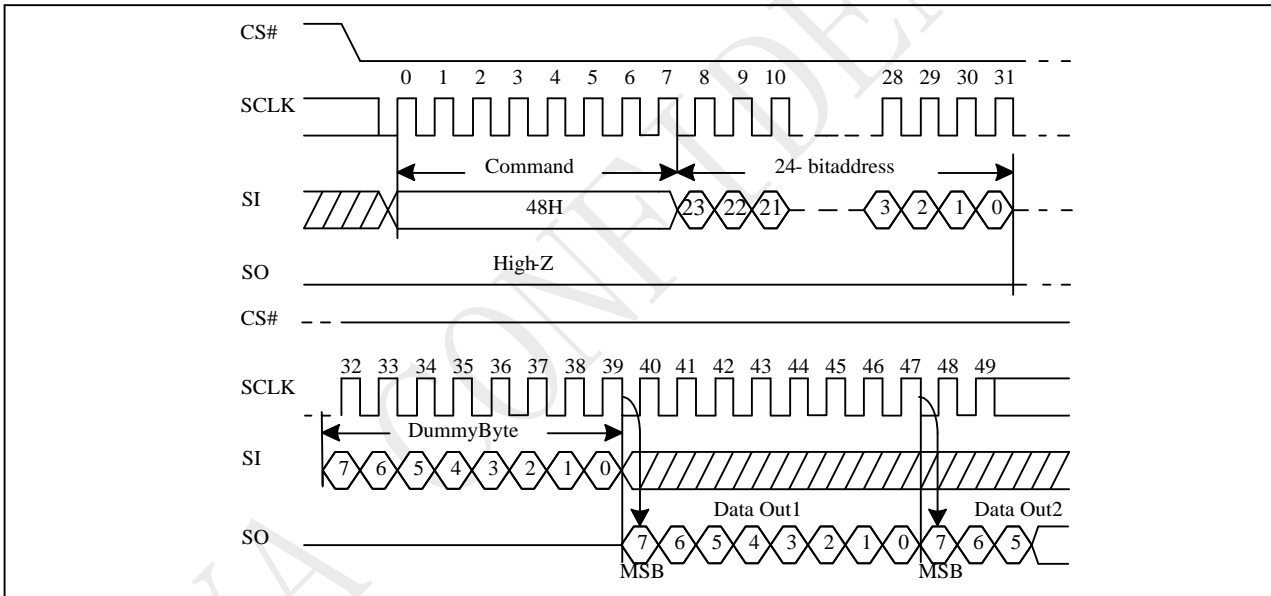 CS#
0 1 2 3 4 5 6 7 8 9 10 28 29 30 31
SCLK
Command 24- bitaddress
SI 48H 23 22 21 3 2 1 0
High-Z
SO
CS#
32 33 34 35 36 37 38 39 40 41 42 43 44 45 46 47 48 49
SCLK
DummyByte
SI 7 6 5 4 3 2 1 0
Data Out1 Data Out2
SO 7 6 5 4 3 2 1 0 7 6 5
MSB MSB
VA CONFIDEN